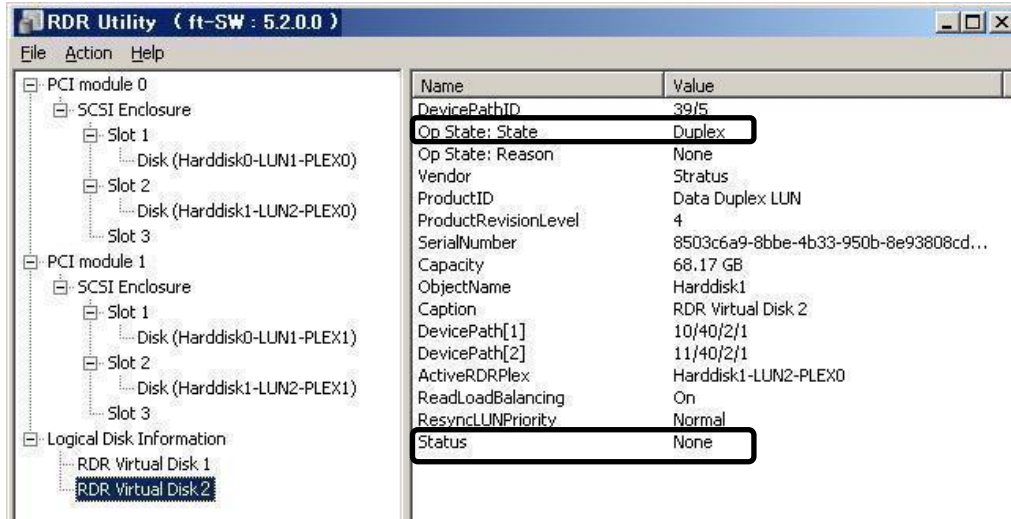 RDR Utility ( ft-SW : 5.2.0.0 )
File Action Help
PCI module 0
SCSI Enclosure
Slot 1
Disk (Harddisk0-LUN1-PLEX0)
Slot 2
Disk (Harddisk1-LUN2-PLEX0)
Slot 3
PCI module 1
SCSI Enclosure
Slot 1
Disk (Harddisk0-LUN1-PLEX1)
Slot 2
Disk (Harddisk1-LUN2-PLEX1)
Slot 3
Logical Disk Information
RDR Virtual Disk 1
RDR Virtual Disk 2
Name Value
DevicePathID 39/5
Op State: State Duplex
Op State: Reason None
Vendor Stratus
ProductID Data Duplex LUN
ProductRevisionLevel 4
SerialNumber 8503c6a9-8bbe-4b33-950b-8e93808cd...
Capacity 68.17 GB
ObjectName Harddisk1
Caption RDR Virtual Disk 2
DevicePath[1] 10/40/2/1
DevicePath[2] 11/40/2/1
ActiveRDRPlex Harddisk1-LUN2-PLEX0
ReadLoadBalancing On
ResyncLUNPriority Normal
Status None